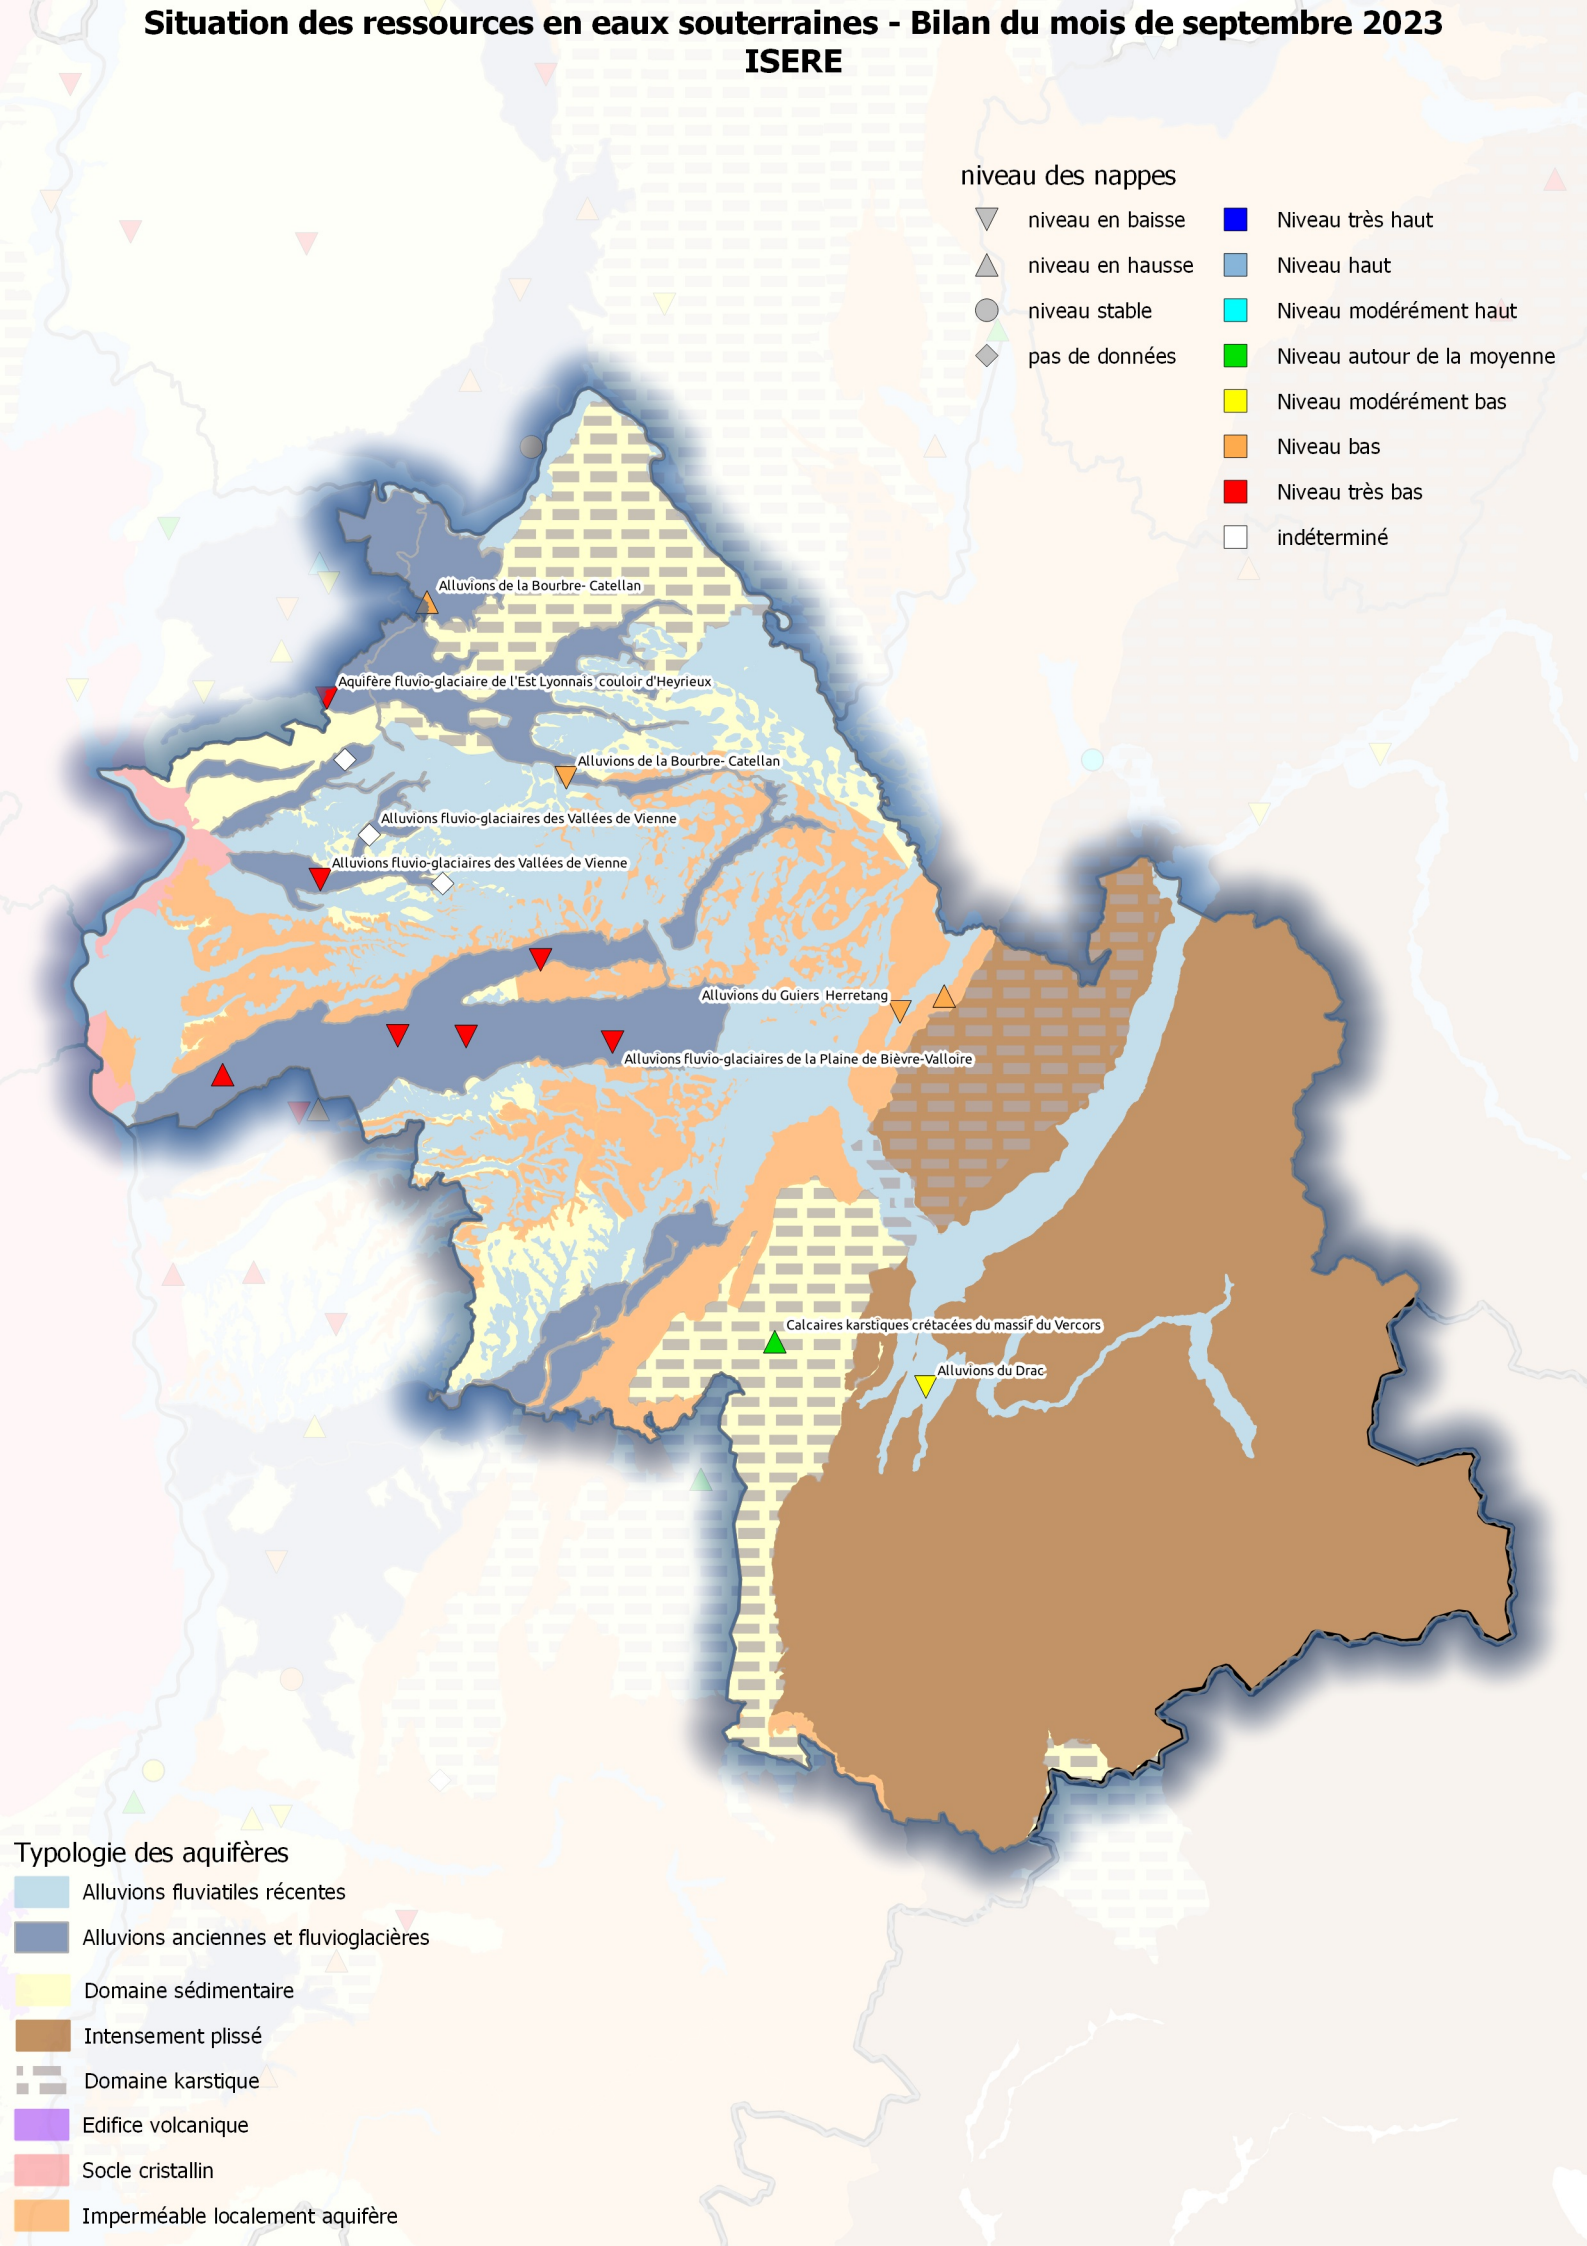 Situation des ressources en eaux souterraines - Bilan du mois de septembre 2023
ISERE
niveau des nappes
niveau en baisse
niveau en hausse
niveau stable
pas de données
Niveau très haut
Niveau haut
Niveau modérément haut
Niveau autour de la moyenne
Niveau modérément bas
Niveau bas
Niveau très bas
indéterminé
Alluvions de la Bourbre- Catellan
Aquifère fluvio-glaciaire de l'Est Lyonnais couloir d'Heyrieux
Alluvions de la Bourbre- Catellan
Alluvions fluvio-glaciaires des Vallées de Vienne
Alluvions fluvio-glaciaires des Vallées de Vienne
Alluvions du Guiers Herretang
Alluvions fluvio-glaciaires de la Plaine de Bièvre-Valloire
Calcaires karstiques crétacées du massif du Vercors
Alluvions du Drac
Typologie des aquifères
Alluvions fluviatiles récentes
Alluvions anciennes et fluvioglacières
Domaine sédimentaire
Intensement plissé
Domaine karstique
Edifice volcanique
Socle cristallin
Imperméable localement aquifère